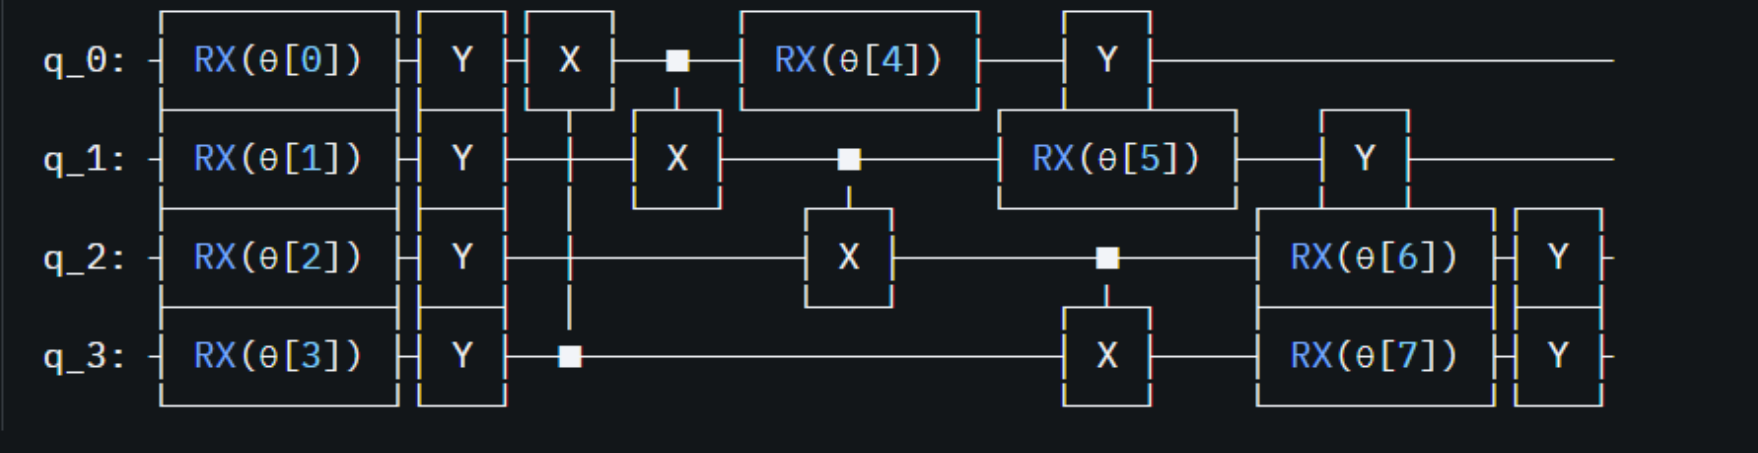 q_0: RX(θ[0]) Y X ■ RX(θ[4]) Y
q_1: RX(θ[1]) Y X ■ RX(θ[5]) Y
q_2: RX(θ[2]) Y X ■ RX(θ[6]) Y
q_3: RX(θ[3]) Y ■ X RX(θ[7]) Y